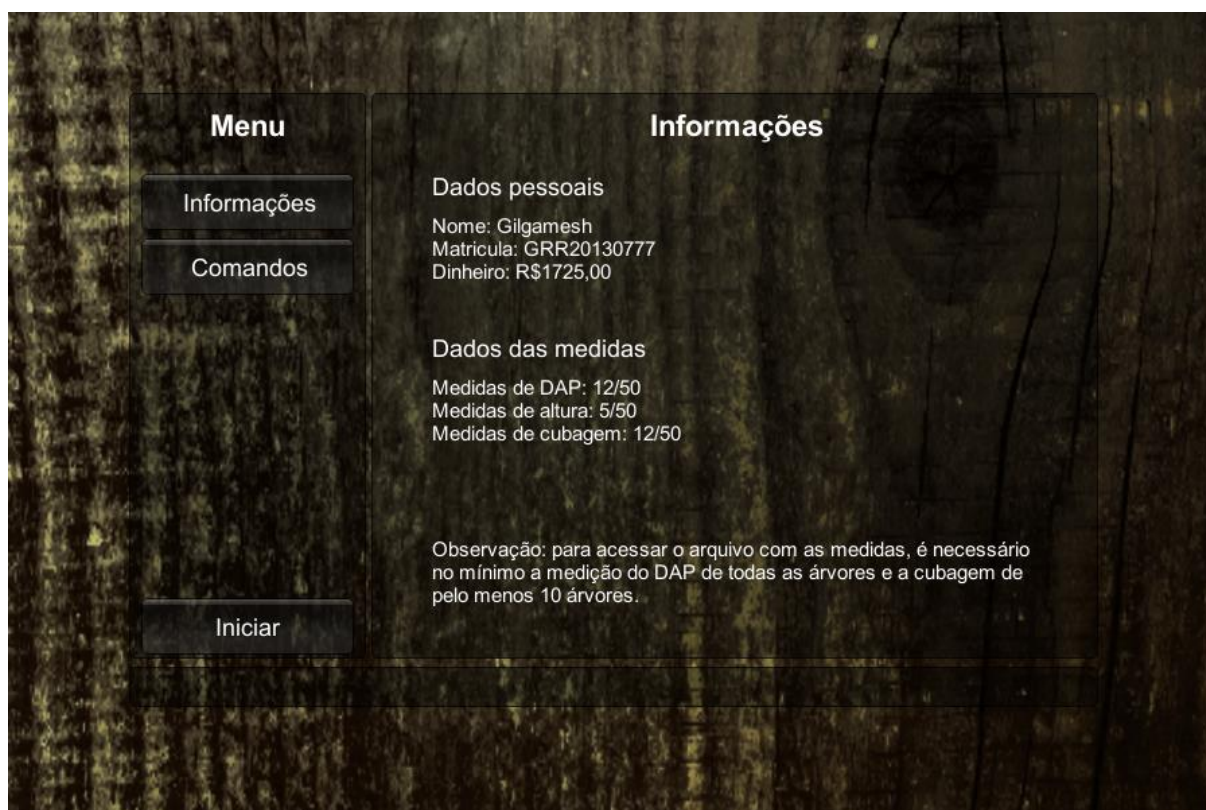 Menu
Informações
Comandos
Iniciar
Informações
Dados pessoais
Nome: Gilgamesh
Matricula: GRR20130777
Dinheiro: R$1725,00
Dados das medidas
Medidas de DAP: 12/50
Medidas de altura: 5/50
Medidas de cubagem: 12/50
Observação: para acessar o arquivo com as medidas, é necessário
no mínimo a medição do DAP de todas as árvores e a cubagem de
pelo menos 10 árvores.